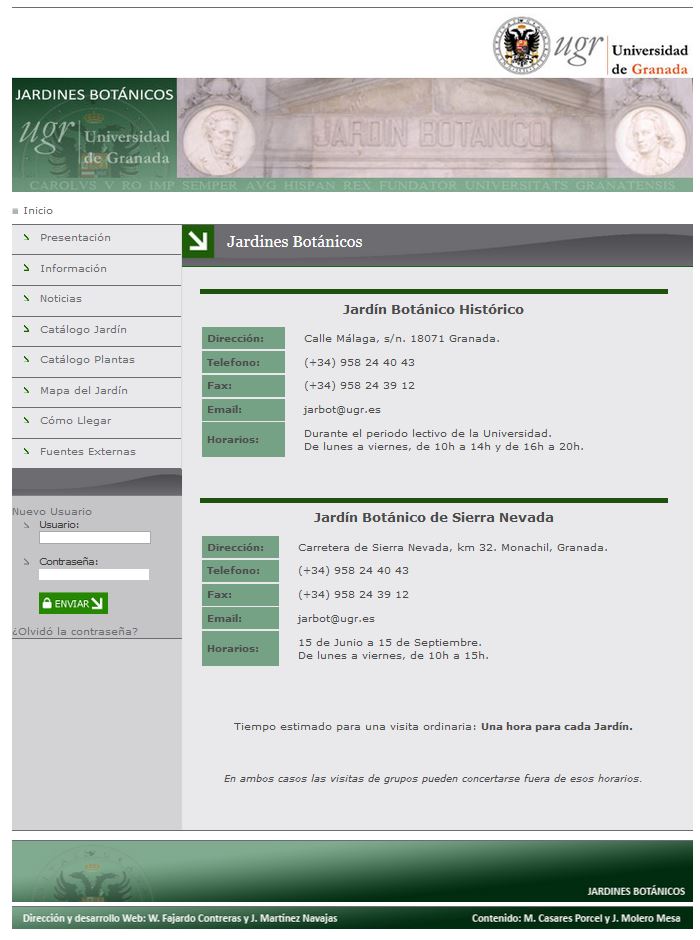 ugr
Universidad
de Granada
JARDINES BOTÁNICOS
ugr
Universidad
de Granada
JARDIN BOTANICO
CAROLVS V RO IMP SEMPER AVG HISPAN REX FUNDATOR UNIVERSITATS GRANATENSIS
Inicio
Presentación
Información
Noticias
Catálogo Jardín
Catálogo Plantas
Mapa del Jardín
Cómo Llegar
Fuentes Externas
Nuevo Usuario
Usuario:
Contraseña:
ENVIAR
¿Olvidó la contraseña?
Jardines Botánicos
Jardín Botánico Histórico
Dirección: Calle Málaga, s/n. 18071 Granada.
Telefono: (+34) 958 24 40 43
Fax: (+34) 958 24 39 12
Email: jarbot@ugr.es
Horarios: Durante el periodo lectivo de la Universidad.
De lunes a viernes, de 10h a 14h y de 16h a 20h.
Jardín Botánico de Sierra Nevada
Dirección: Carretera de Sierra Nevada, km 32. Monachil, Granada.
Telefono: (+34) 958 24 40 43
Fax: (+34) 958 24 39 12
Email: jarbot@ugr.es
Horarios: 15 de Junio a 15 de Septiembre.
De lunes a viernes, de 10h a 15h.
Tiempo estimado para una visita ordinaria: Una hora para cada Jardín.
En ambos casos las visitas de grupos pueden concertarse fuera de esos horarios.
JARDINES BOTÁNICOS
Dirección y desarrollo Web: W. Fajardo Contreras y J. Martínez Navajas
Contenido: M. Casares Porcel y J. Molero Mesa